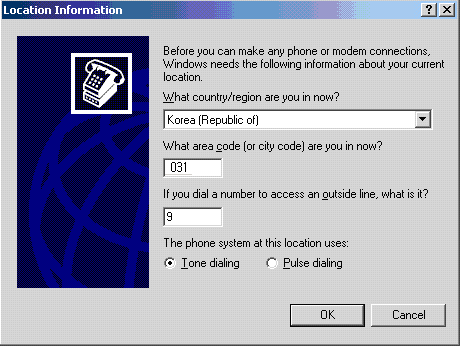 Location Information
Before you can make any phone or modem connections,
Windows needs the following information about your current
location.
What country/region are you in now?
Korea (Republic of)
What area code (or city code) are you in now?
031
If you dial a number to access an outside line, what is it?
9
The phone system at this location uses:
Tone dialing Pulse dialing
OK Cancel